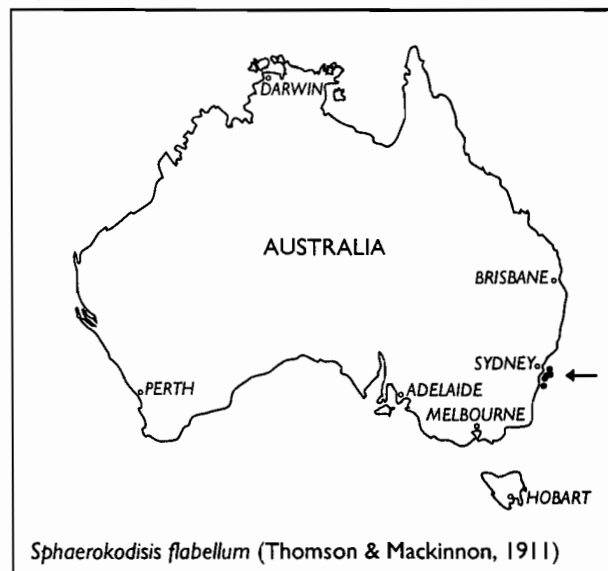 DARWIN
AUSTRALIA
BRISBANE
SYDNEY
PERTH
ADELAIDE
MELBOURNE
HOBART
Sphaerokodisis flabellum (Thomson & Mackinnon, 1911)